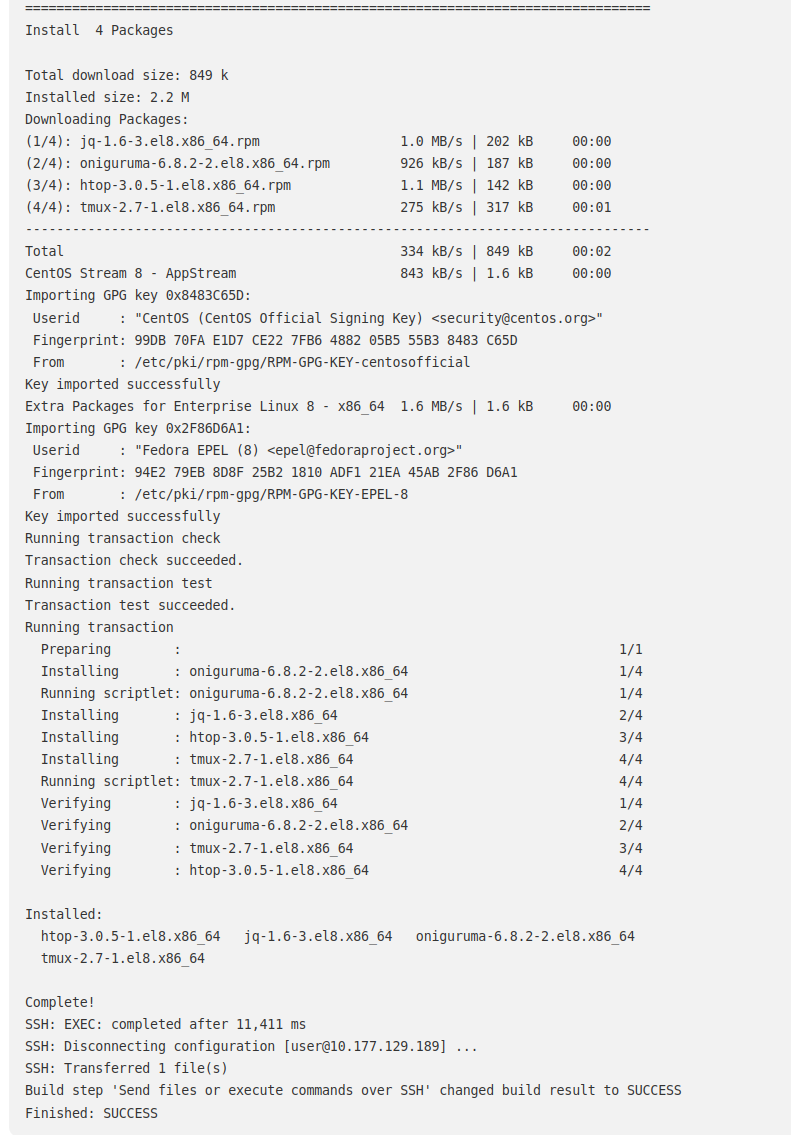 ================================================================================
Install  4 Packages

Total download size: 849 k
Installed size: 2.2 M
Downloading Packages:
(1/4): jq-1.6-3.el8.x86_64.rpm                  1.0 MB/s | 202 kB     00:00
(2/4): oniguruma-6.8.2-2.el8.x86_64.rpm         926 kB/s | 187 kB     00:00
(3/4): htop-3.0.5-1.el8.x86_64.rpm              1.1 MB/s | 142 kB     00:00
(4/4): tmux-2.7-1.el8.x86_64.rpm                275 kB/s | 317 kB     00:01
--------------------------------------------------------------------------------
Total                                           334 kB/s | 849 kB     00:02
CentOS Stream 8 - AppStream                     843 kB/s | 1.6 kB     00:00
Importing GPG key 0x8483C65D:
 Userid     : "CentOS (CentOS Official Signing Key) <security@centos.org>"
 Fingerprint: 99DB 70FA E1D7 CE22 7FB6 4882 05B5 55B3 8483 C65D
 From       : /etc/pki/rpm-gpg/RPM-GPG-KEY-centosofficial
Key imported successfully
Extra Packages for Enterprise Linux 8 - x86_64  1.6 MB/s | 1.6 kB     00:00
Importing GPG key 0x2F86D6A1:
 Userid     : "Fedora EPEL (8) <epel@fedoraproject.org>"
 Fingerprint: 94E2 79EB 8D8F 25B2 1810 ADF1 21EA 45AB 2F86 D6A1
 From       : /etc/pki/rpm-gpg/RPM-GPG-KEY-EPEL-8
Key imported successfully
Running transaction check
Transaction check succeeded.
Running transaction test
Transaction test succeeded.
Running transaction
  Preparing        :                                                        1/1
  Installing       : oniguruma-6.8.2-2.el8.x86_64                           1/4
  Running scriptlet: oniguruma-6.8.2-2.el8.x86_64                           1/4
  Installing       : jq-1.6-3.el8.x86_64                                    2/4
  Installing       : htop-3.0.5-1.el8.x86_64                                3/4
  Installing       : tmux-2.7-1.el8.x86_64                                  4/4
  Running scriptlet: tmux-2.7-1.el8.x86_64                                  4/4
  Verifying        : jq-1.6-3.el8.x86_64                                    1/4
  Verifying        : oniguruma-6.8.2-2.el8.x86_64                           2/4
  Verifying        : tmux-2.7-1.el8.x86_64                                  3/4
  Verifying        : htop-3.0.5-1.el8.x86_64                                4/4

Installed:
  htop-3.0.5-1.el8.x86_64   jq-1.6-3.el8.x86_64   oniguruma-6.8.2-2.el8.x86_64
  tmux-2.7-1.el8.x86_64

Complete!
SSH: EXEC: completed after 11,411 ms
SSH: Disconnecting configuration [user@10.177.129.189] ...
SSH: Transferred 1 file(s)
Build step 'Send files or execute commands over SSH' changed build result to SUCCESS
Finished: SUCCESS